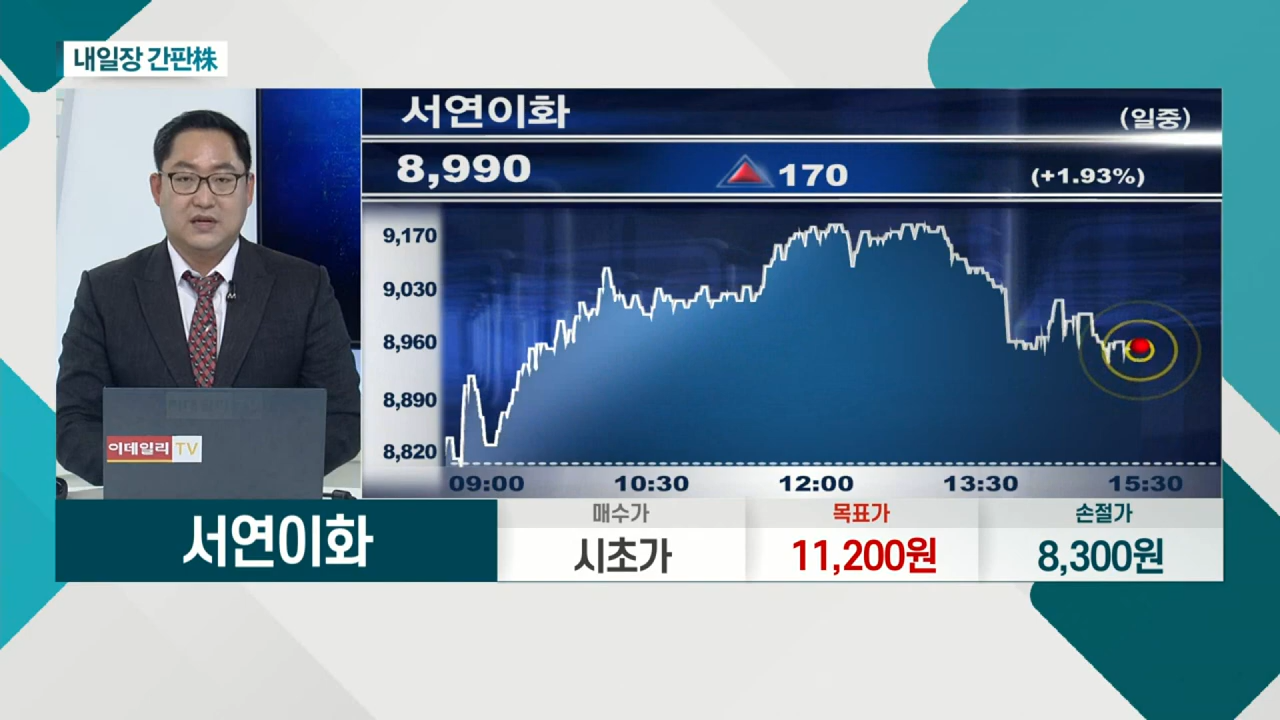 내일장 간판株
서연이화
(일중)
8,990
170
(+1.93%)
9,170
9,030
8,960
8,890
8,820
09:00
10:30
12:00
13:30
15:30
이데일리 TV
서연이화
매수가
시초가
목표가
11,200원
손절가
8,300원